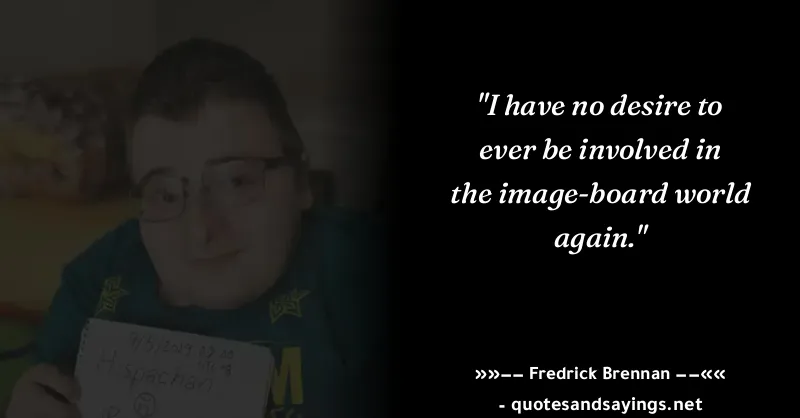 "I have no desire to
ever be involved in
the image-board world
again."
»»–– Fredrick Brennan ––««
- quotesandsayings.net